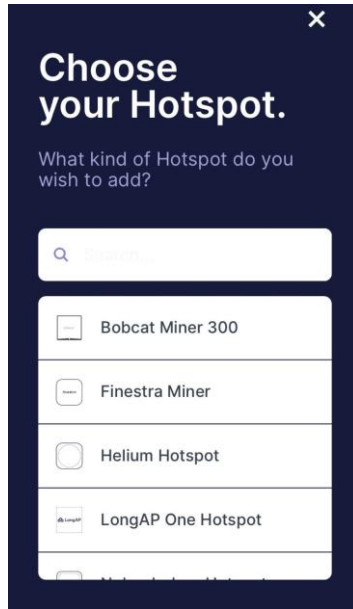 Choose
your Hotspot.
What kind of Hotspot do you
wish to add?
Bobcat Miner 300
Finestra Miner
Helium Hotspot
LongAP
LongAP One Hotspot